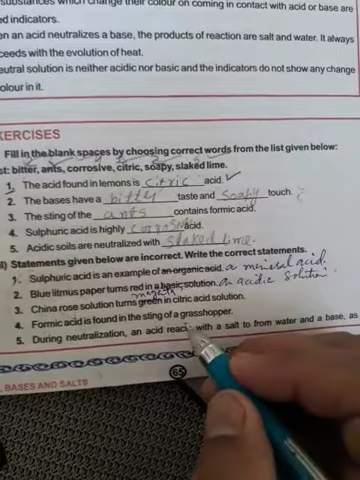 substances which change their colour on coming in contact with acid or base are
ed indicators.
en an acid neutralizes a base, the products of reaction are salt and water. It always
ceeds with the evolution of heat.
eutral solution is neither acidic nor basic and the indicators do not show any change
olour in it.
XERCISES
Fill in the blank spaces by choosing correct words from the list given below:
st: bitter, ants, corrosive, citric, soapy, slaked lime.
1. The acid found in lemons is citric acid.
2. The bases have a bitter taste and soapy touch.
3. The sting of the ants contains formic acid.
4. Sulphuric acid is highly corrosive acid.
5. Acidic soils are neutralized with slaked lime.
I) Statements given below are incorrect. Write the correct statements.
1. Sulphuric acid is an example of an organic acid. a mineral acid.
2. Blue litmus paper turns red in a basic solution. an acidic solution.
3. China rose solution turns green in citric acid solution.
4. Formic acid is found in the sting of a grasshopper.
5. During neutralization, an acid reac with a salt to from water and a base, as
65
BASES AND SALTS